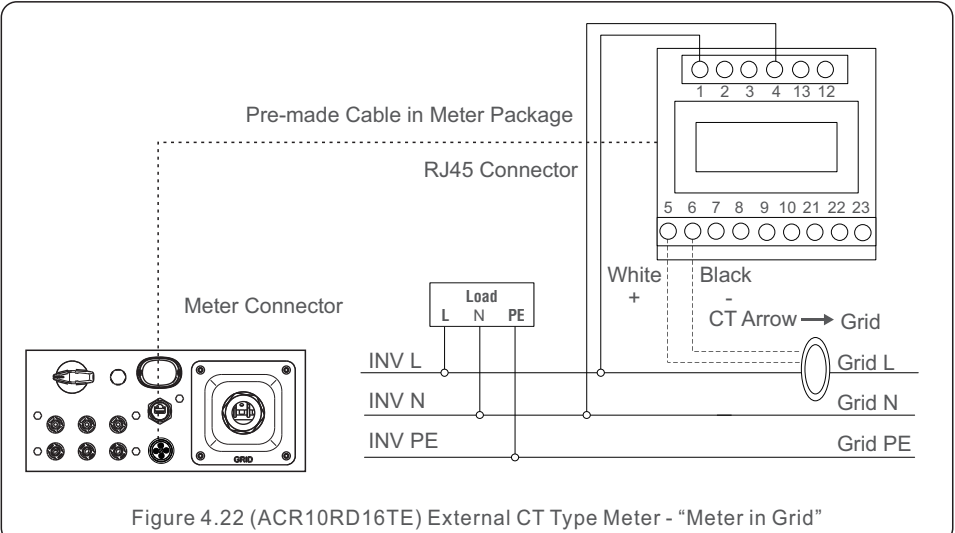 1 2 3 4 13 12
Pre-made Cable in Meter Package
RJ45 Connector
5 6 7 8 9 10 21 22 23
White Black
+ -
CT Arrow → Grid
Meter Connector
Load
L N PE
INV L Grid L
INV N Grid N
INV PE Grid PE
GRID
Figure 4.22 (ACR10RD16TE) External CT Type Meter - “Meter in Grid”